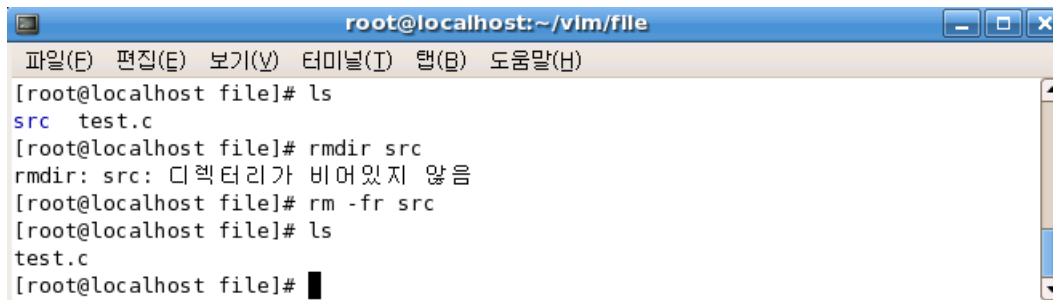 root@localhost:~/vim/file
파일(F) 편집(E) 보기(V) 터미널(T) 탭(B) 도움말(H)
[root@localhost file]# ls
src test.c
[root@localhost file]# rmdir src
rmdir: src: 디렉터리가 비어있지 않음
[root@localhost file]# rm -fr src
[root@localhost file]# ls
test.c
[root@localhost file]#